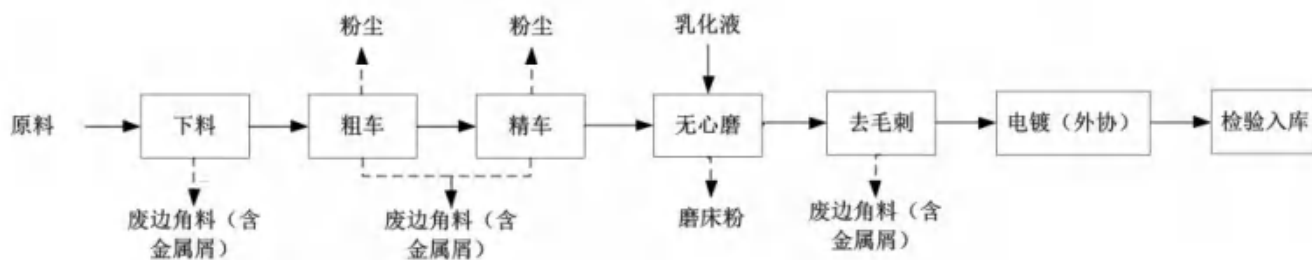 粉尘
粉尘
乳化液
原料
下料
粗车
精车
无心磨
去毛刺
电镀（外协）
检验入库
废边角料（含
金属屑）
废边角料（含
金属屑）
磨床粉
废边角料（含
金属屑）